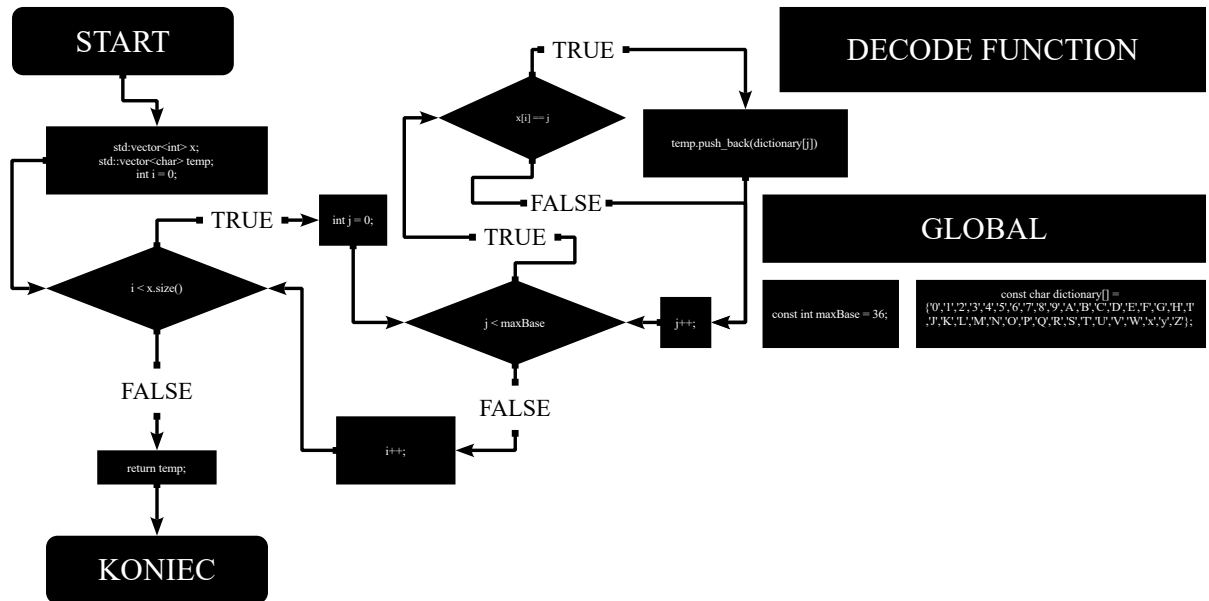 START
std:vector<int> x;
std::vector<char> temp;
int i = 0;
i < x.size()
TRUE
int j = 0;
FALSE
return temp;
KONIEC
TRUE
x[i] == j
temp.push_back(dictionary[j])
FALSE
TRUE
j < maxBase
j++;
FALSE
i++;
DECODE FUNCTION
GLOBAL
const int maxBase = 36;
const char dictionary[] =
{'0','1','2','3','4','5','6','7','8','9','A','B','C','D','E','F','G','H','I'
,'J','K','L','M','N','O','P','Q','R','S','T','U','V','W','x','y','Z'};